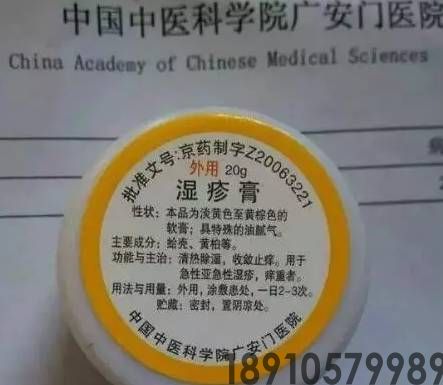 中国中医科学院广安门医院
China Academy of Chinese Medical Sciences
批准文号:京药制字Z20063221
外用 20g
湿疹膏
性状：本品为淡黄色至黄棕色的
软膏；具特殊的油腻气。
主要成分：蛤壳、黄柏等。
功能与主治：清热除湿，收敛止痒。用于
急性亚急性湿疹，痒重者。
用法与用量：外用，涂敷患处，一日2-3次。
贮藏：密封，置阴凉处。
中国中医科学院广安门医院
18910579989